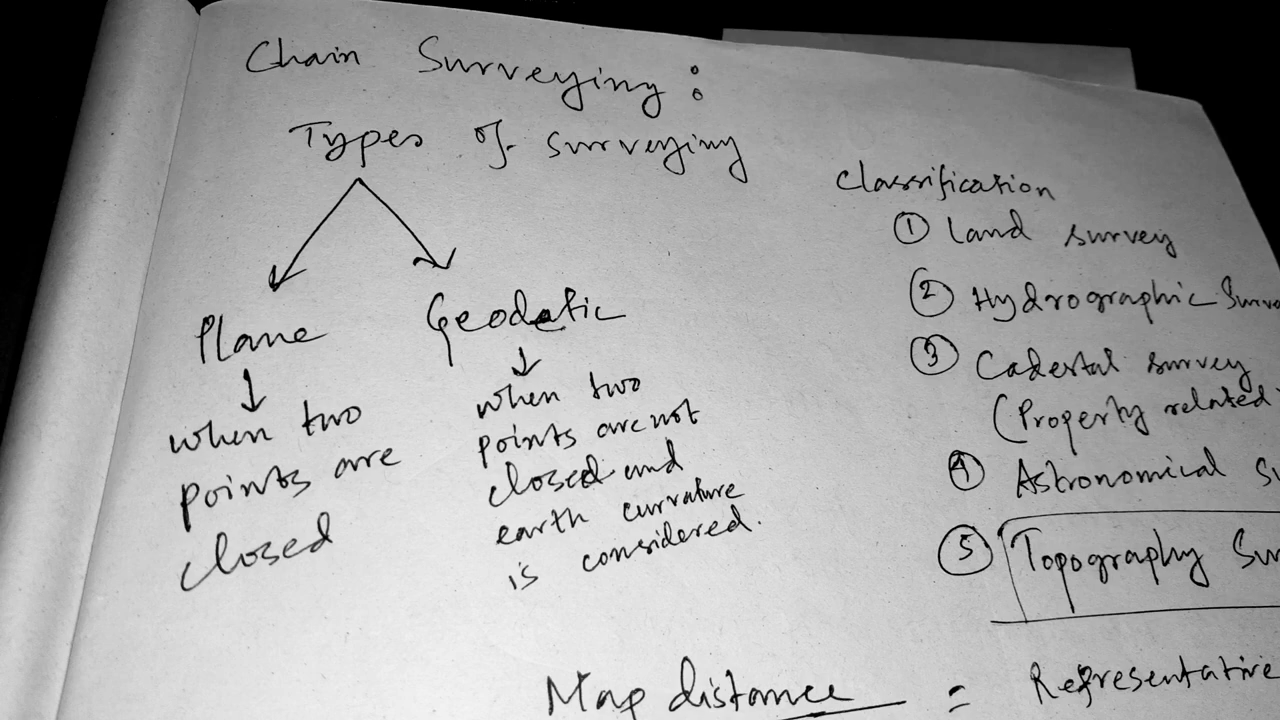 Chain Surveying :
Types of surveying
Plane
↓
when two
points are
closed
Geodetic
↓
when two
points are not
closed and
earth curvature
is considered.
Classification
① Land survey
② Hydrographic
③ Cadestal survey
(Property related
④ Astronomical
⑤ Topography
Map distance = Representative